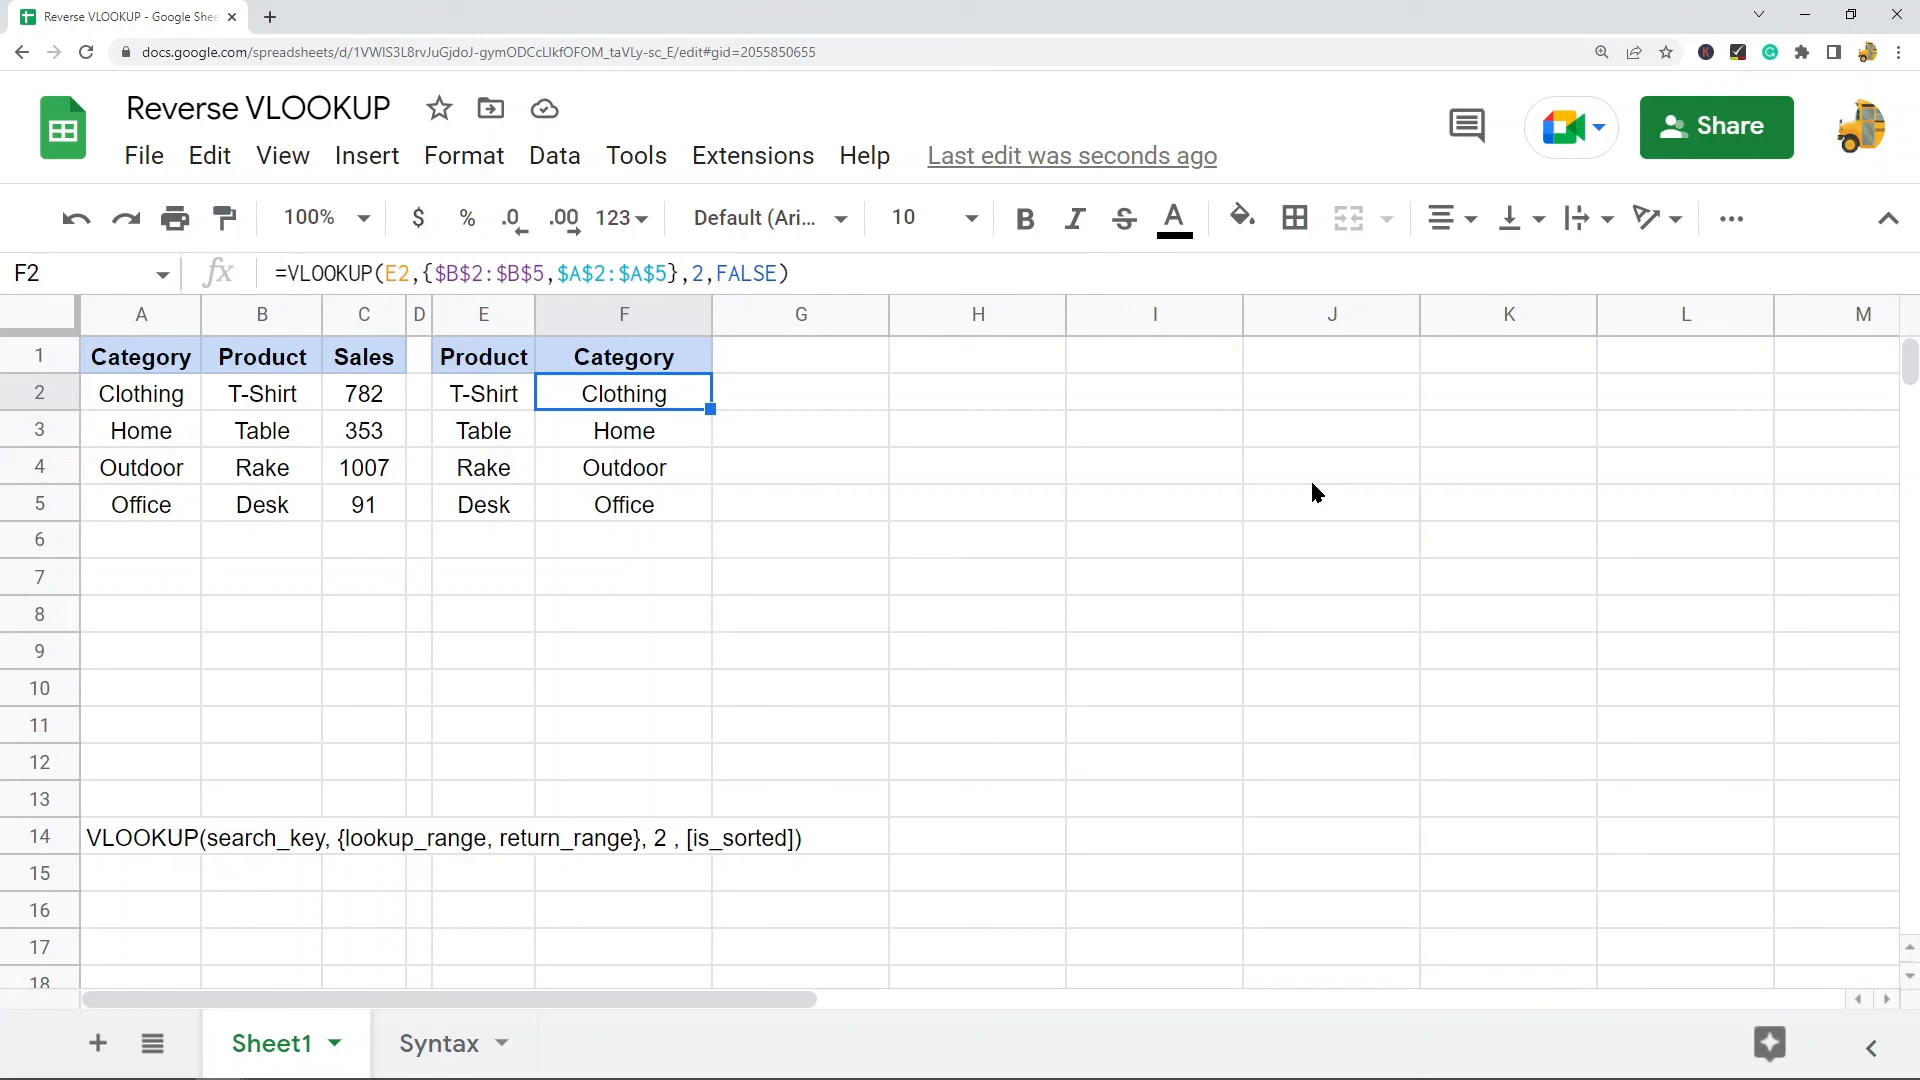 Reverse VLOOKUP - Google Shee
docs.google.com/spreadsheets/d/1VWIS3L8rvJuGjdoJ-gymODCcLIkfOFOM_taVLy-sc_E/edit#gid=2055850655
Reverse VLOOKUP
Share
File Edit View Insert Format Data Tools Extensions Help Last edit was seconds ago
100% $ % .0 .00 123 Default (Ari... 10 B I S A
F2 fx =VLOOKUP(E2,{$B$2:$B$5,$A$2:$A$5},2,FALSE)
A B C D E F G H I J K L M
1 Category Product Sales Product Category
2 Clothing T-Shirt 782 T-Shirt Clothing
3 Home Table 353 Table Home
4 Outdoor Rake 1007 Rake Outdoor
5 Office Desk 91 Desk Office
6
7
8
9
10
11
12
13
14 VLOOKUP(search_key, {lookup_range, return_range}, 2 , [is_sorted])
15
16
17
18
Sheet1 Syntax